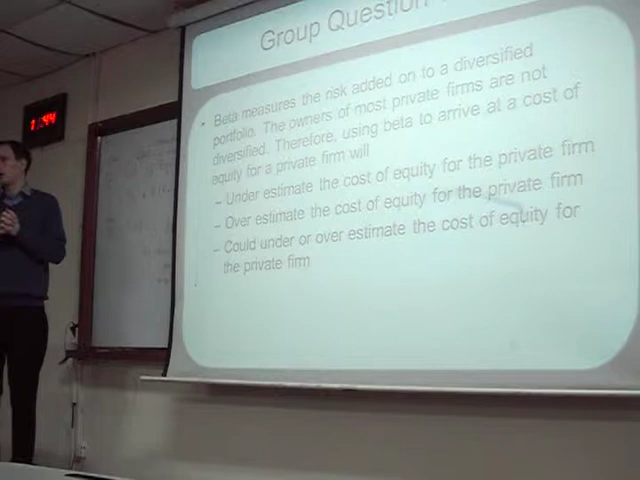 Group Question
• Beta measures the risk added on to a diversified
portfolio. The owners of most private firms are not
diversified. Therefore, using beta to arrive at a cost of
equity for a private firm will
– Under estimate the cost of equity for the private firm
– Over estimate the cost of equity for the private firm
– Could under or over estimate the cost of equity for
the private firm